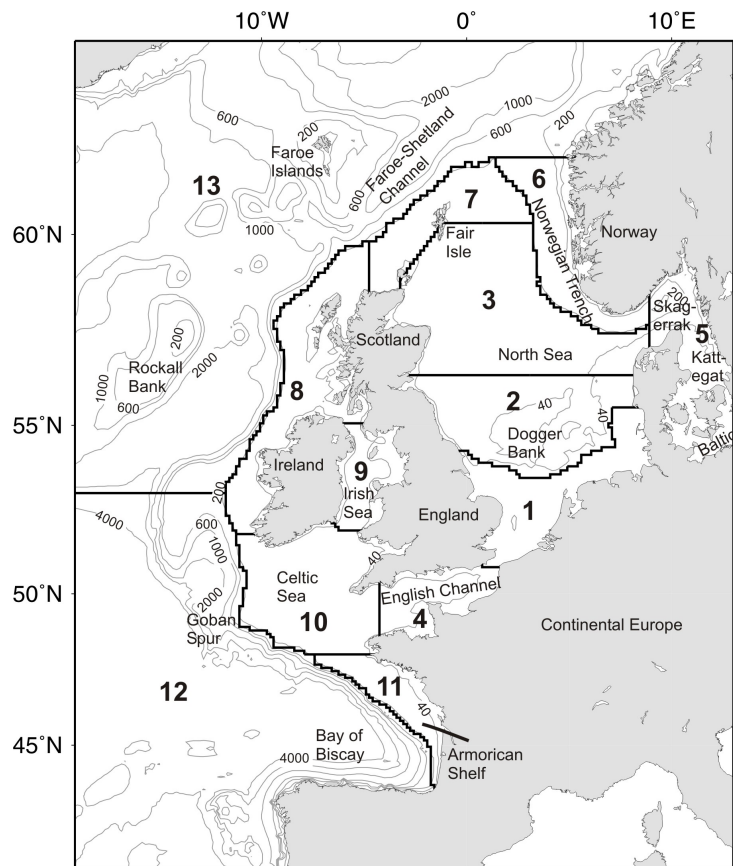 10°W
0°
10°E
2000
1000
600
200
600
200
Faroe
Islands
Faroe-Shetland
Channel
600
6
13
7
Norwegian Trench
1000
60°N
Fair
Isle
Norway
3
200
Skag-
errak
5
200
Scotland
North Sea
Katt-
egat
2000
Rockall
Bank
1000
600
8
2
40
40
55°N
Dogger
Bank
Baltic
Ireland
9
Irish
Sea
200
1
England
4000
600
1000
40
Celtic
Sea
50°N
2000
English Channel
Goban
Spur
10
4
Continental Europe
11
12
40
Bay of
Biscay
45°N
4000
Armorican
Shelf